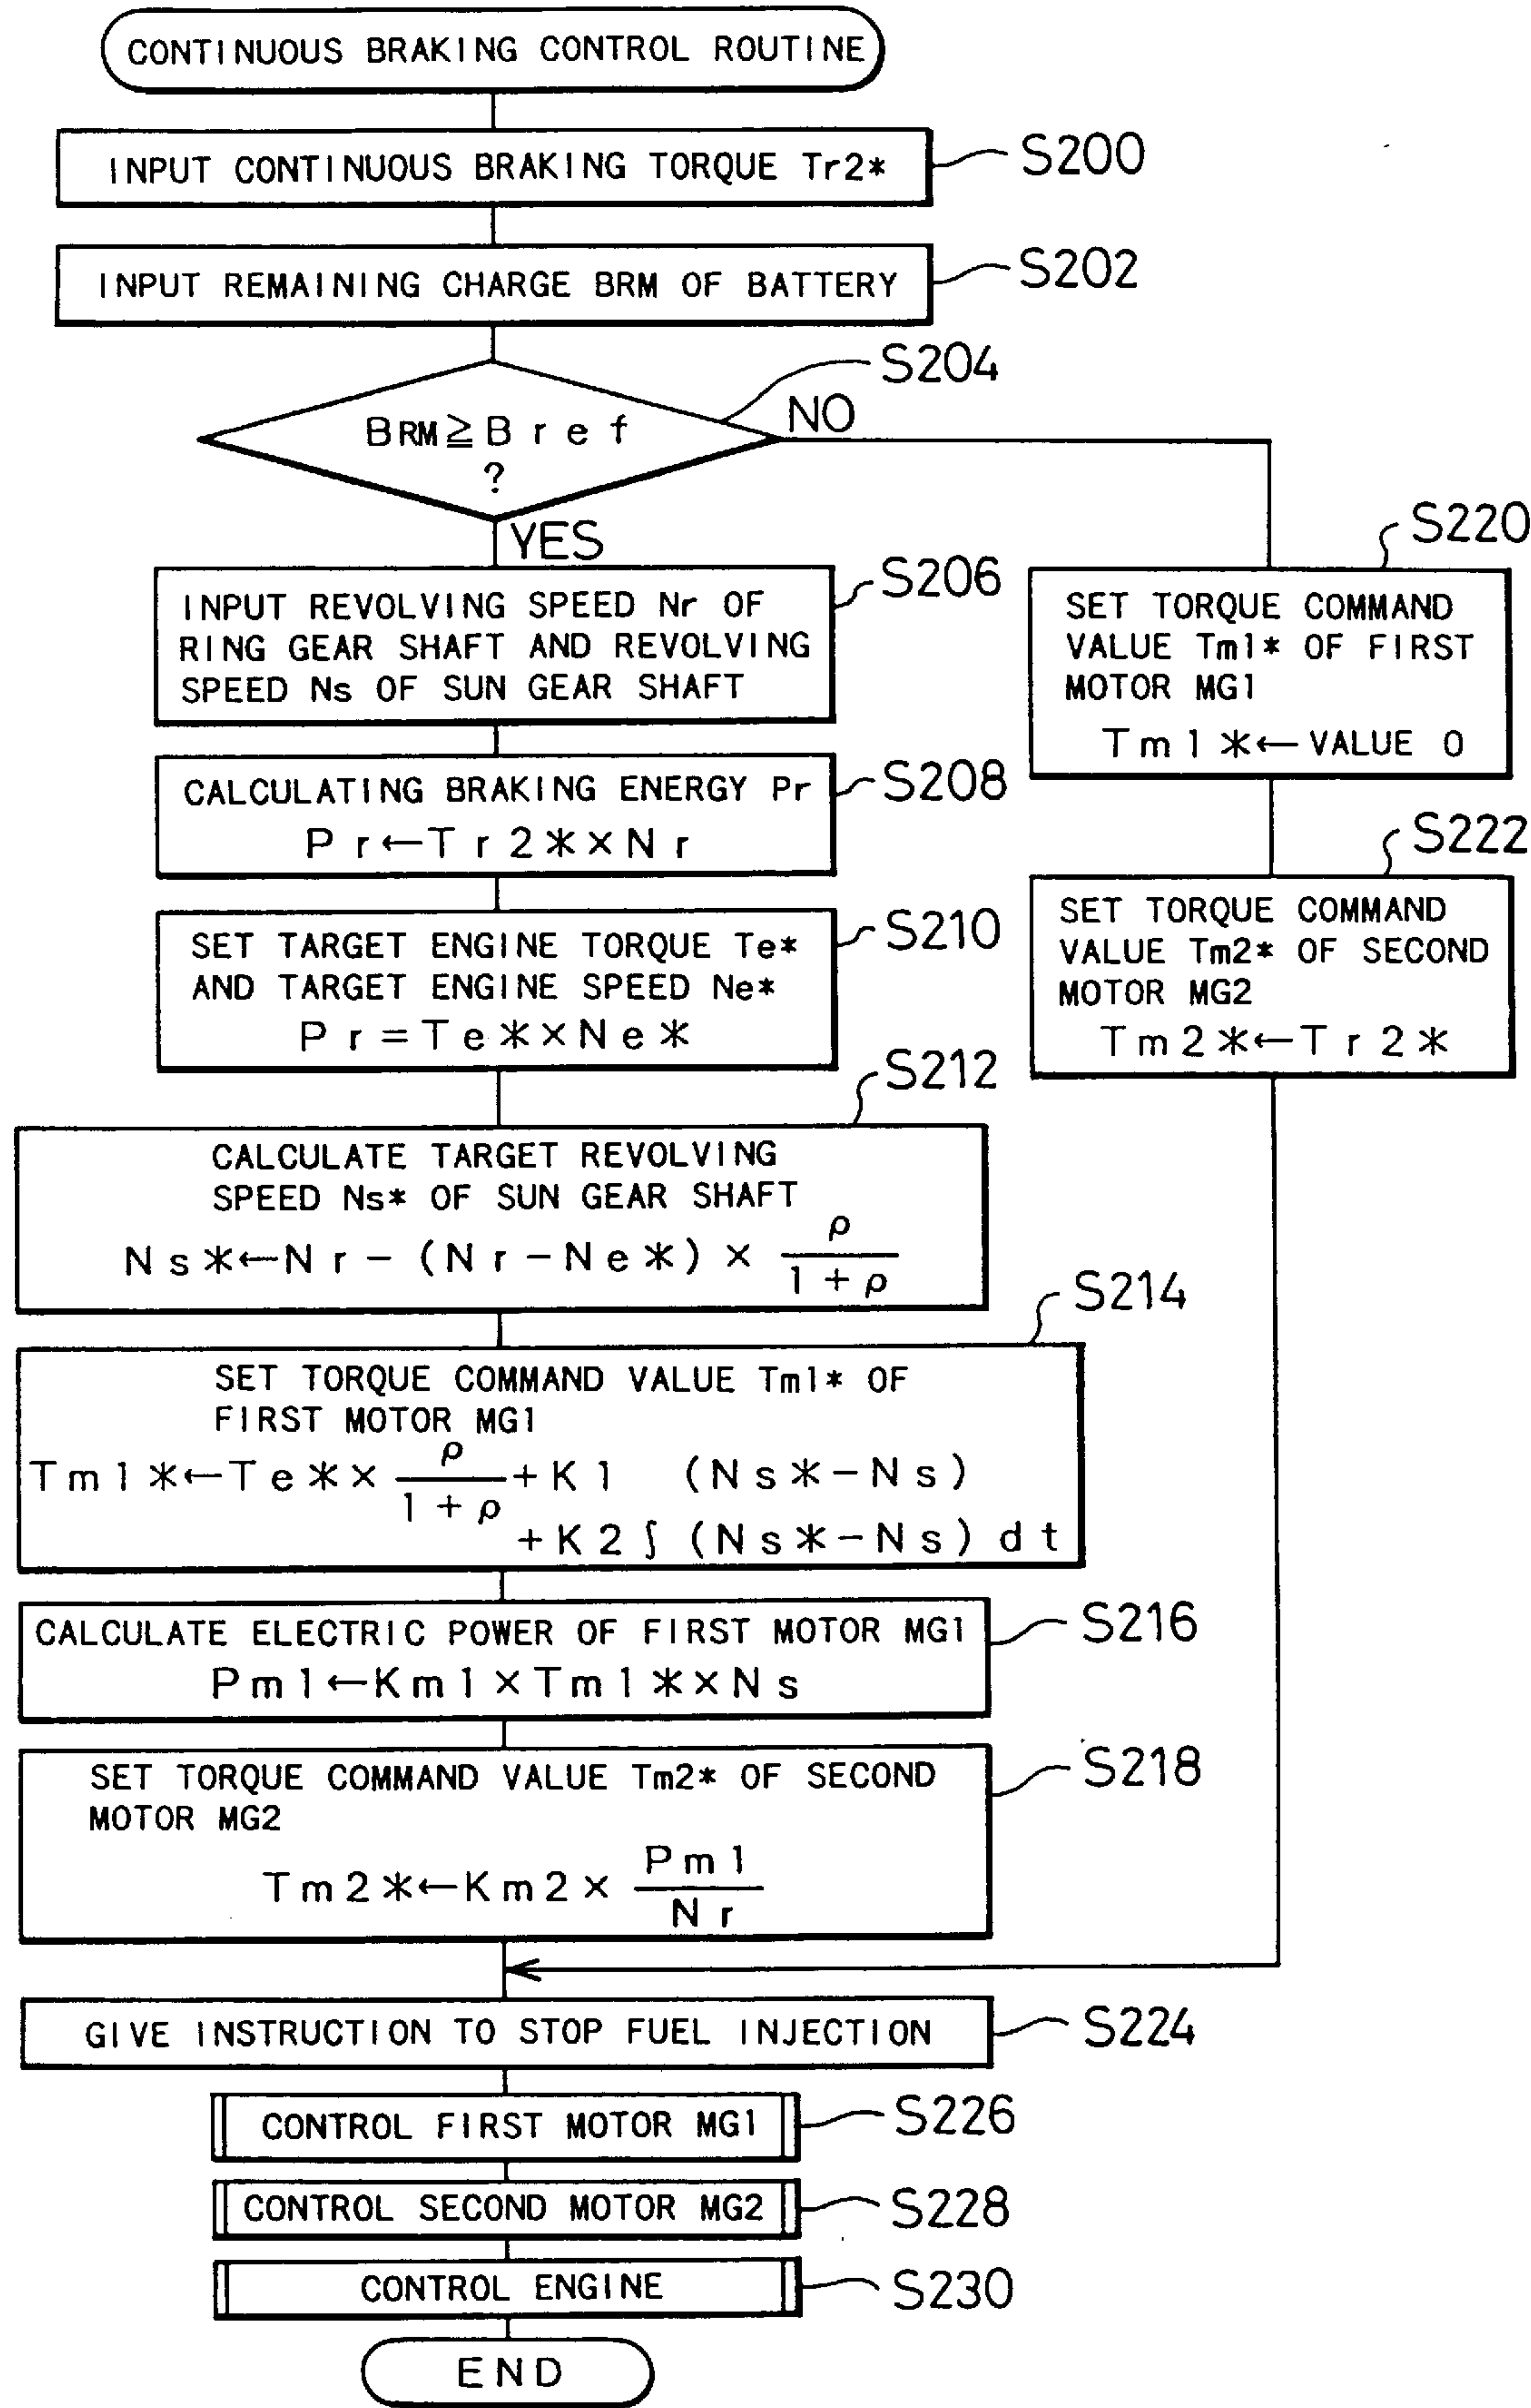 CONTINUOUS BRAKING CONTROL ROUTINE
INPUT CONTINUOUS BRAKING TORQUE Tr2*
S200
INPUT REMAINING CHARGE BRM OF BATTERY
S202
S204
BRM≧Bref
?
NO
YES
S206
INPUT REVOLVING SPEED Nr OF
RING GEAR SHAFT AND REVOLVING
SPEED Ns OF SUN GEAR SHAFT
S208
CALCULATING BRAKING ENERGY Pr
Pr←Tr2*×Nr
S210
SET TARGET ENGINE TORQUE Te*
AND TARGET ENGINE SPEED Ne*
Pr=Te*×Ne*
S220
SET TORQUE COMMAND
VALUE Tm1* OF FIRST
MOTOR MG1
Tm1*←VALUE 0
S222
SET TORQUE COMMAND
VALUE Tm2* OF SECOND
MOTOR MG2
Tm2*←Tr2*
S212
CALCULATE TARGET REVOLVING
SPEED Ns* OF SUN GEAR SHAFT
Ns*←Nr-(Nr-Ne*)× ρ/1+ρ
S214
SET TORQUE COMMAND VALUE Tm1* OF
FIRST MOTOR MG1
Tm1*←Te*× ρ/1+ρ +K1 (Ns*-Ns)
+K2∫(Ns*-Ns)dt
S216
CALCULATE ELECTRIC POWER OF FIRST MOTOR MG1
Pm1←Km1×Tm1*×Ns
S218
SET TORQUE COMMAND VALUE Tm2* OF SECOND
MOTOR MG2
Tm2*←Km2× Pm1/Nr
GIVE INSTRUCTION TO STOP FUEL INJECTION
S224
CONTROL FIRST MOTOR MG1
S226
CONTROL SECOND MOTOR MG2
S228
CONTROL ENGINE
S230
END